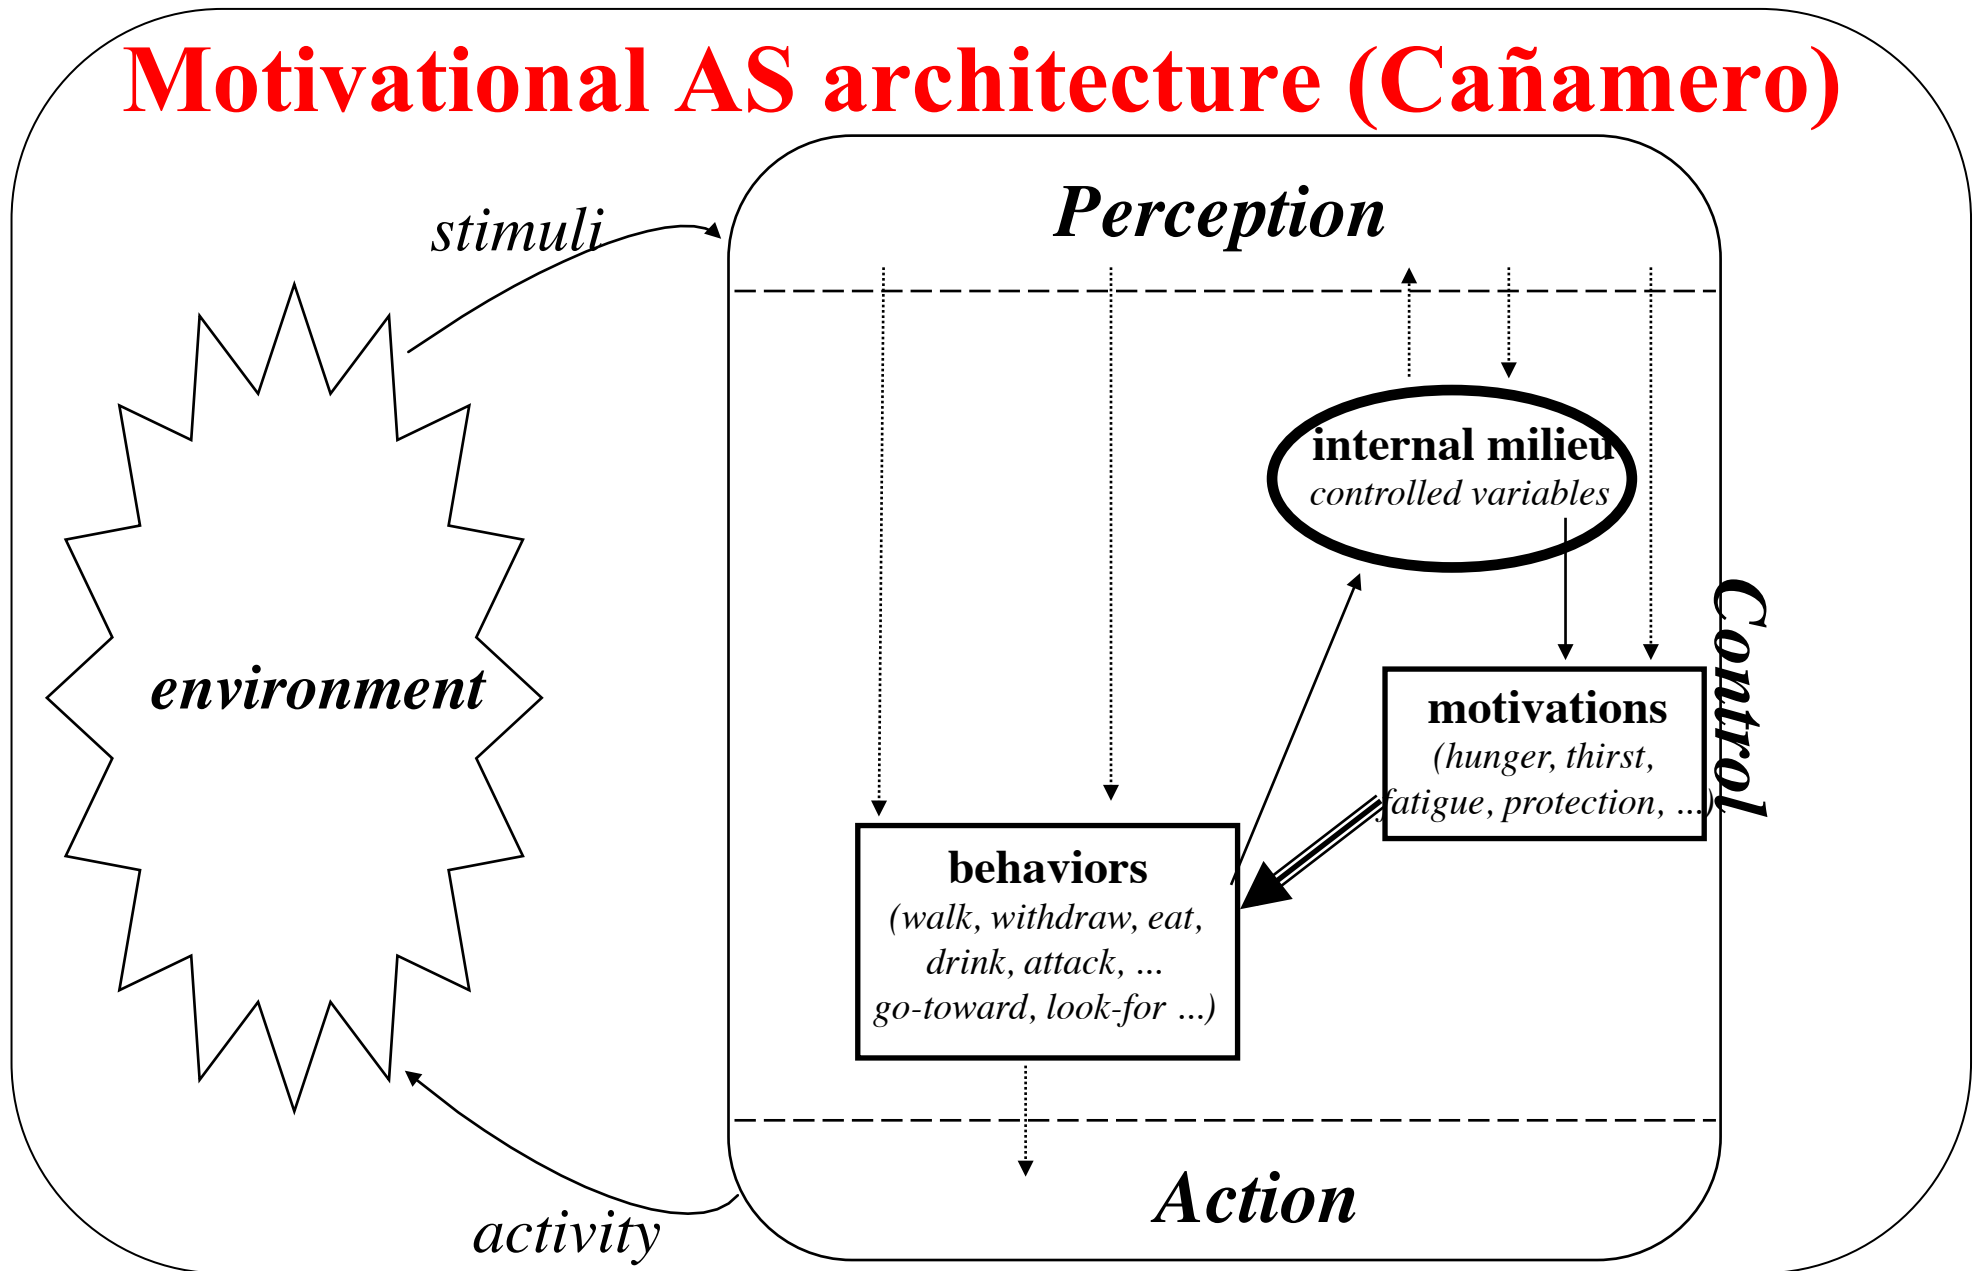 Motivational AS architecture (Cañamero)
Perception
stimuli
internal milieu
controlled variables
Control
environment
motivations
(hunger, thirst,
fatigue, protection, ...)
behaviors
(walk, withdraw, eat,
drink, attack, ...
go-toward, look-for ...)
Action
activity